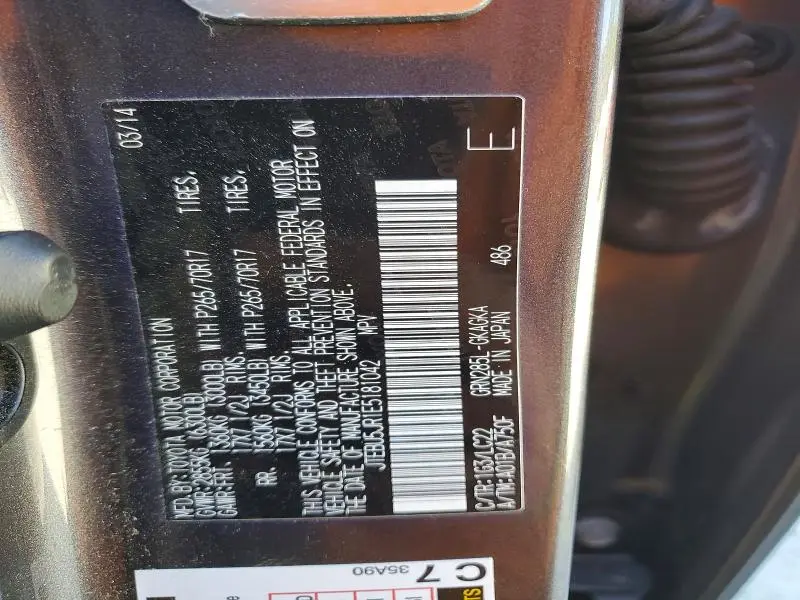 MFD.BY: TOYOTA MOTOR CORPORATION 03/14
GVWR:2855KG (6300LB)
GAWR:FRT. 1360KG (3000LB) WITH P265/70R17 TIRES.
17X7 1/2J RIMS.
RR. 1560KG (3450LB) WITH P265/70R17 TIRES.
17X7 1/2J RIMS.
THIS VEHICLE CONFORMS TO ALL APPLICABLE FEDERAL MOTOR
VEHICLE SAFETY AND THEFT PREVENTION STANDARDS IN EFFECT ON
THE DATE OF MANUFACTURE SHOWN ABOVE.
JTEBU5JR1E5181042 MPV
C/TR:1G3/LC22 GRN285L-GKAGKA
A/TM:A01B/A750F MADE IN JAPAN 486 E
C 7
35A90